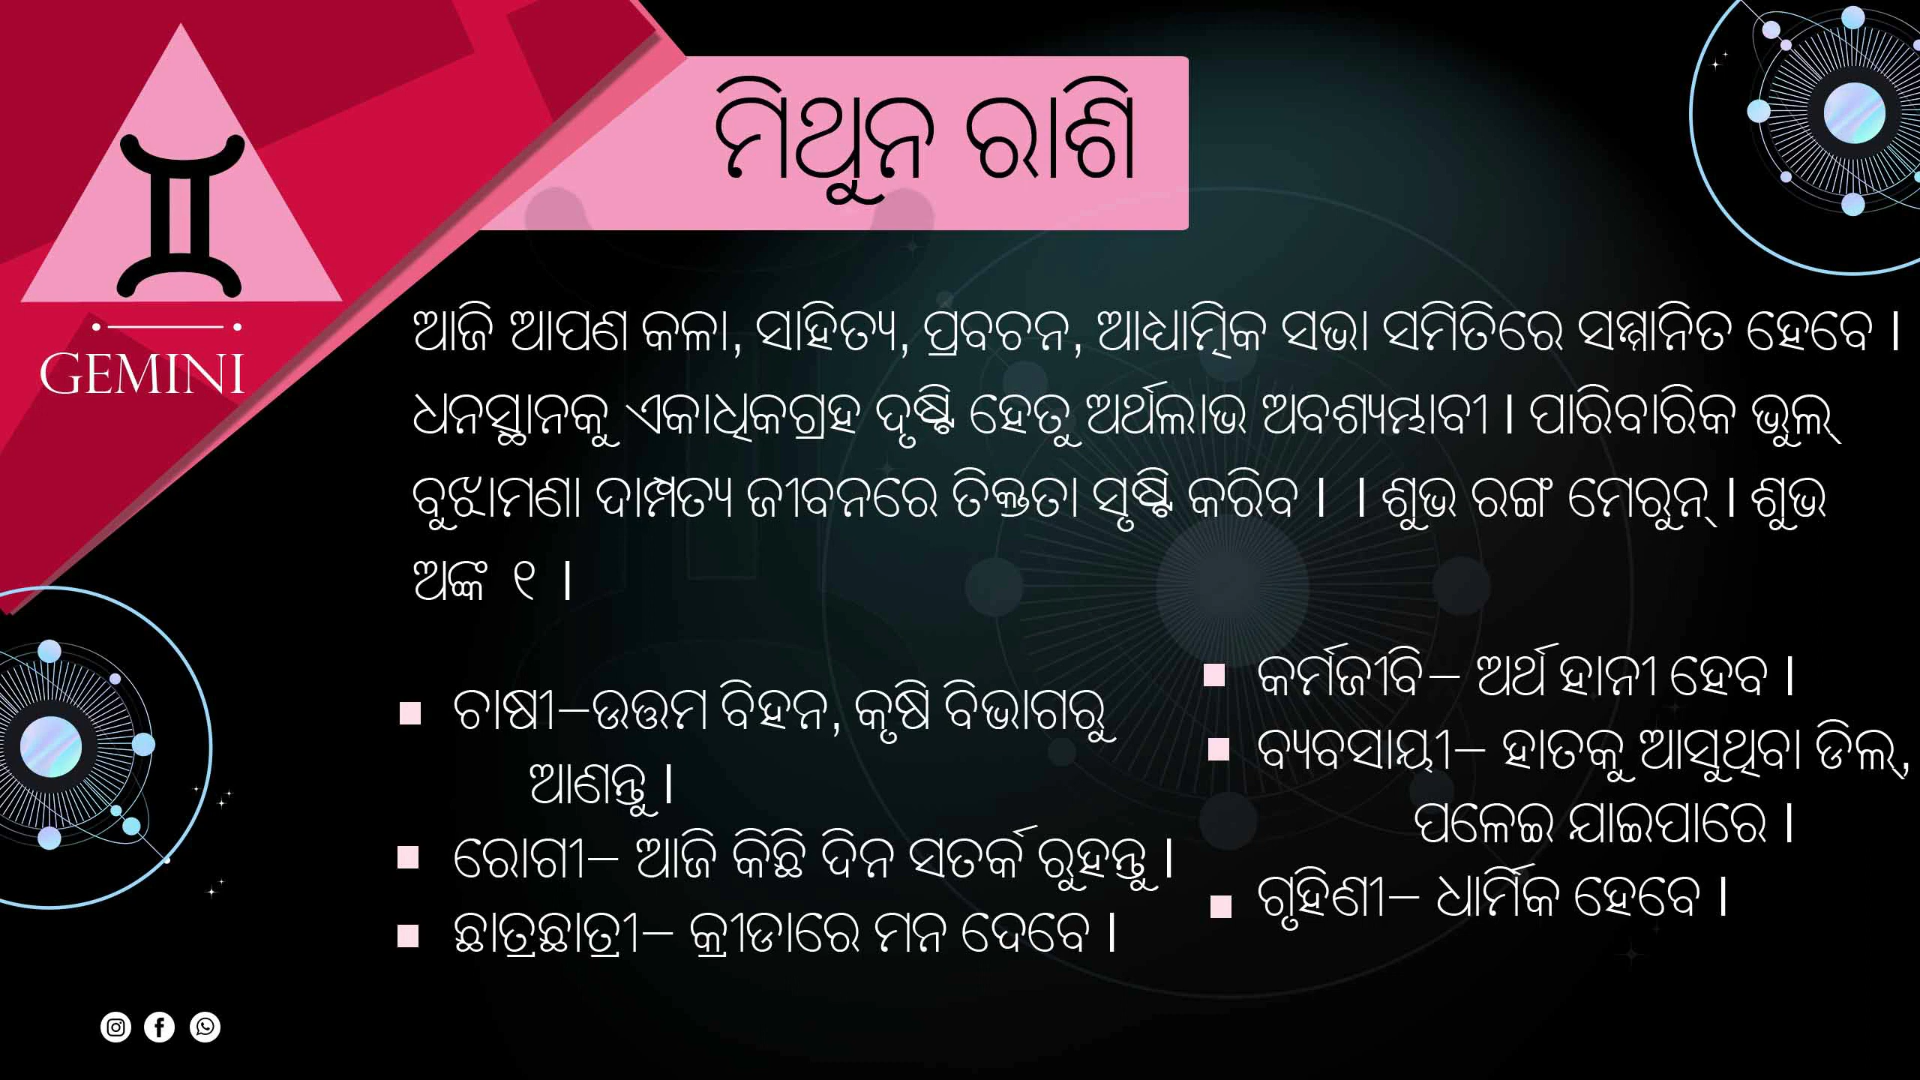 ମିଥୁନ ରାଶି
GEMINI
ଆଜି ଆପଣ କଳା, ସାହିତ୍ୟ, ପ୍ରବଚନ, ଆଧ୍ୟାତ୍ମିକ ସଭା ସମିତିରେ ସମ୍ମାନିତ ହେବେ ।
ଧନସ୍ଥାନକୁ ଏକାଧିକଗ୍ରହ ଦୃଷ୍ଟି ହେତୁ ଅର୍ଥଲାଭ ଅବଶ୍ୟମ୍ଭାବୀ । ପାରିବାରିକ ଭୁଲ୍
ବୁଝାମଣା ଦାମ୍ପତ୍ୟ ଜୀବନରେ ତିକ୍ତତା ସୃଷ୍ଟି କରିବ । । ଶୁଭ ରଙ୍ଗ ମେରୁନ୍ । ଶୁଭ
ଅଙ୍କ ୧ ।
ଚାଷୀ–ଉତ୍ତମ ବିହନ, କୃଷି ବିଭାଗରୁ
ଆଣନ୍ତୁ ।
ରୋଗୀ– ଆଜି କିଛି ଦିନ ସତର୍କ ରୁହନ୍ତୁ ।
ଛାତ୍ରଛାତ୍ରୀ– କ୍ରୀଡାରେ ମନ ଦେବେ ।
କର୍ମଜୀବି– ଅର୍ଥ ହାନୀ ହେବ ।
ବ୍ୟବସାୟୀ– ହାତକୁ ଆସୁଥିବା ଡିଲ୍,
ପଳେଇ ଯାଇପାରେ ।
ଗୃହିଣୀ– ଧାର୍ମିକ ହେବେ ।